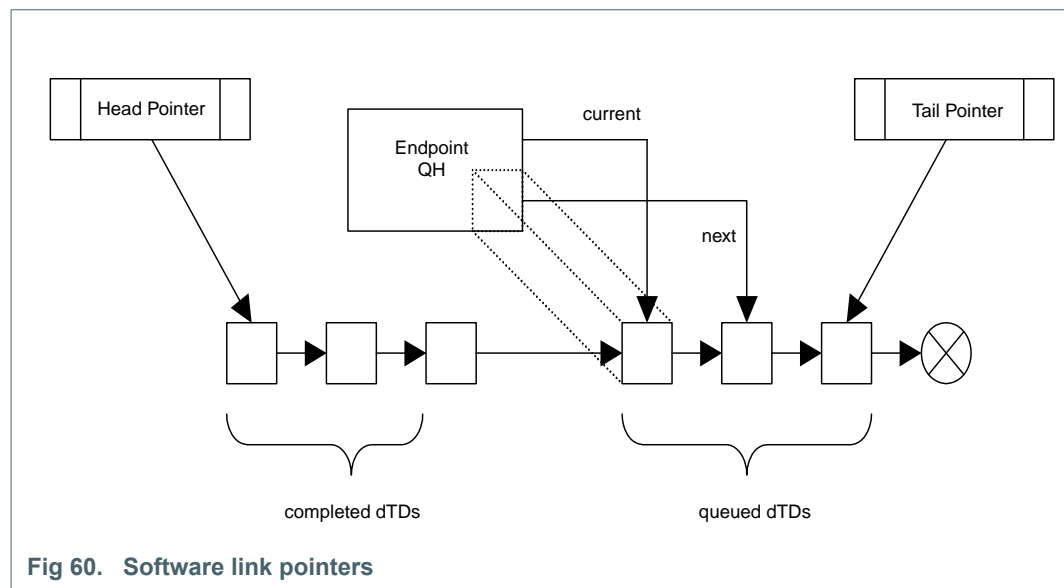 Head Pointer
Endpoint
QH
current
next
Tail Pointer
completed dTDs
queued dTDs
Fig 60. Software link pointers